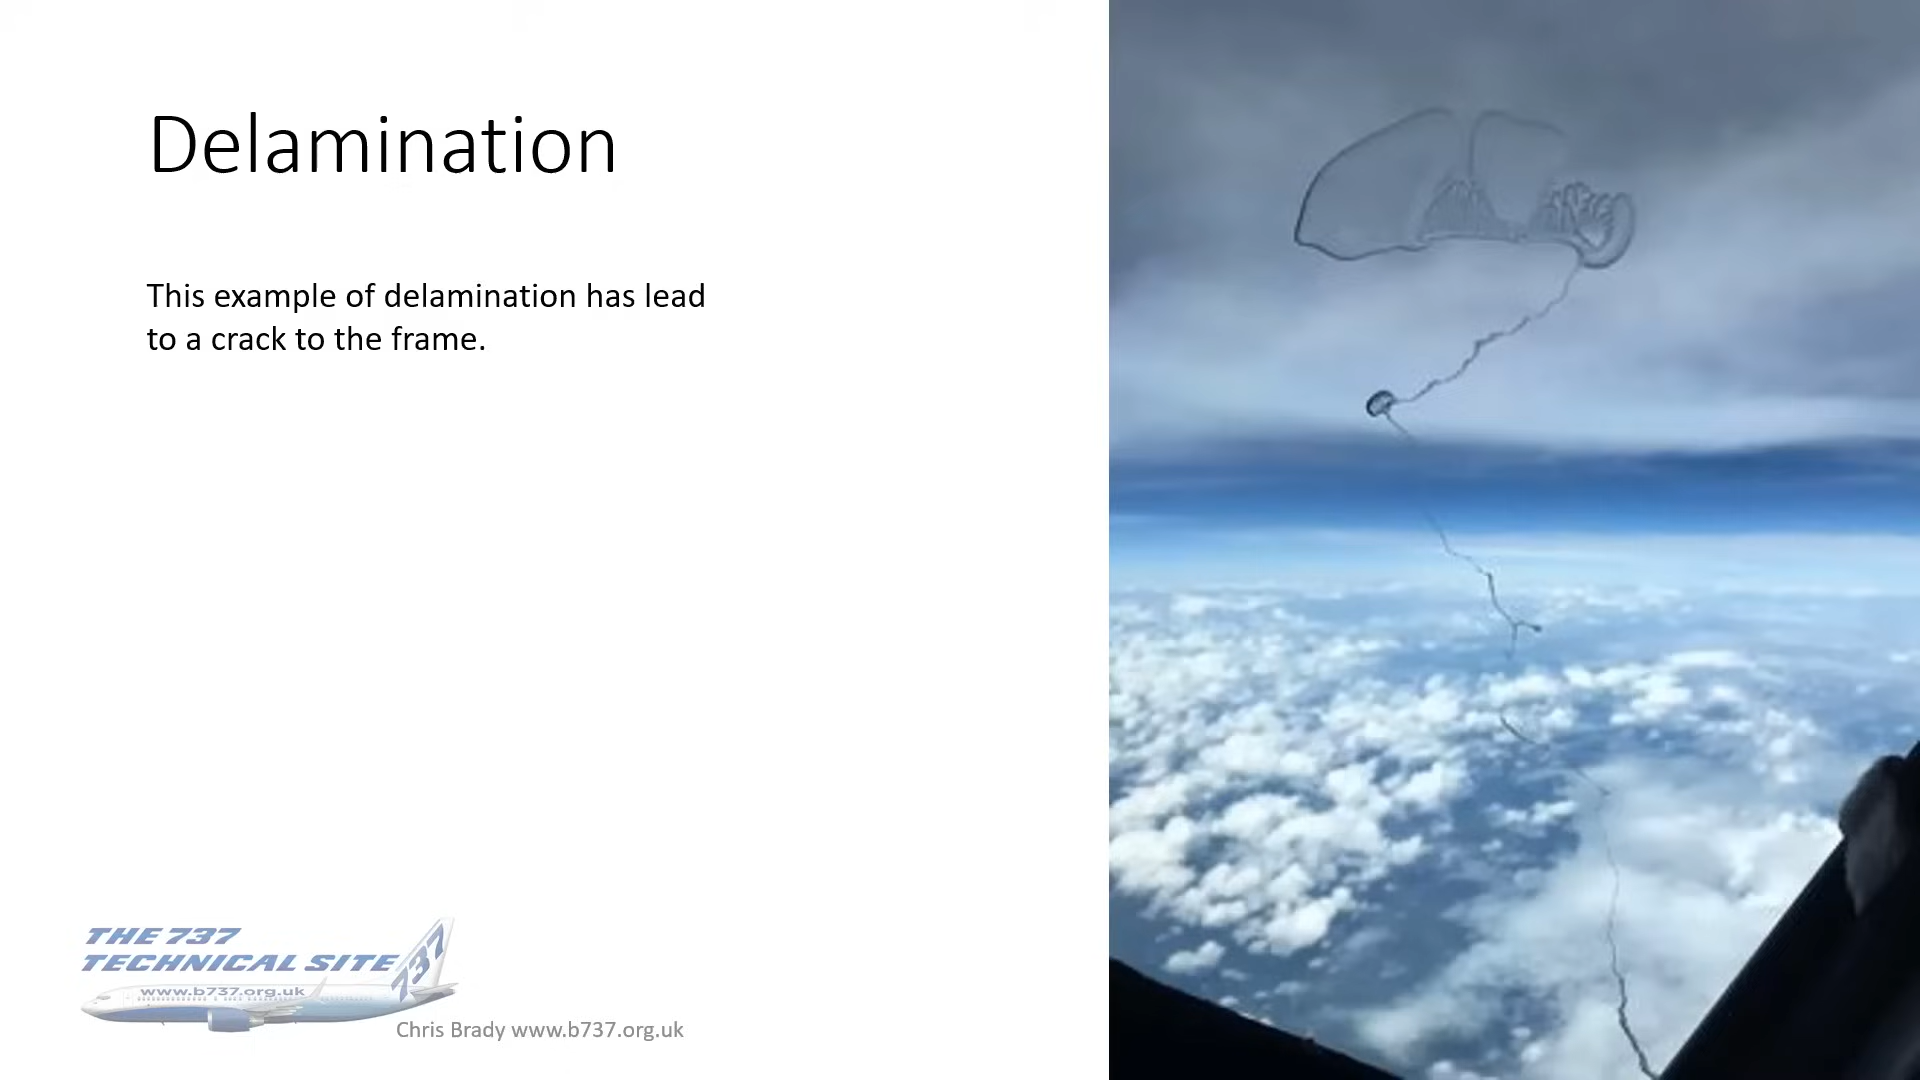 Delamination
This example of delamination has lead
to a crack to the frame.
THE 737
TECHNICAL SITE
737
www.b737.org.uk
Chris Brady www.b737.org.uk